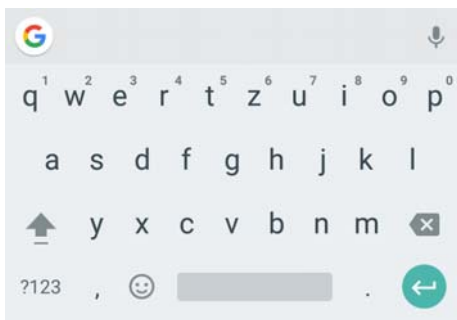 G
q1 w2 e3 r4 t5 z6 u7 i8 o9 p0
a s d f g h j k l
y x c v b n m
?123 , .